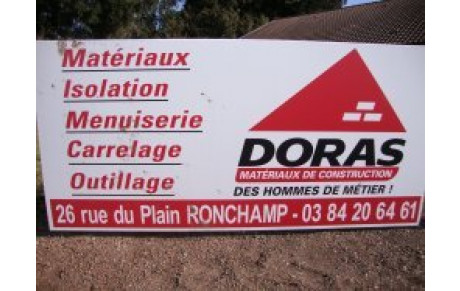 Matériaux
Isolation
Menuiserie
Carrelage
Outillage
DORAS
MATÉRIAUX DE CONSTRUCTION
DES HOMMES DE MÉTIER !
26 rue du Plain RONCHAMP - 03 84 20 64 61